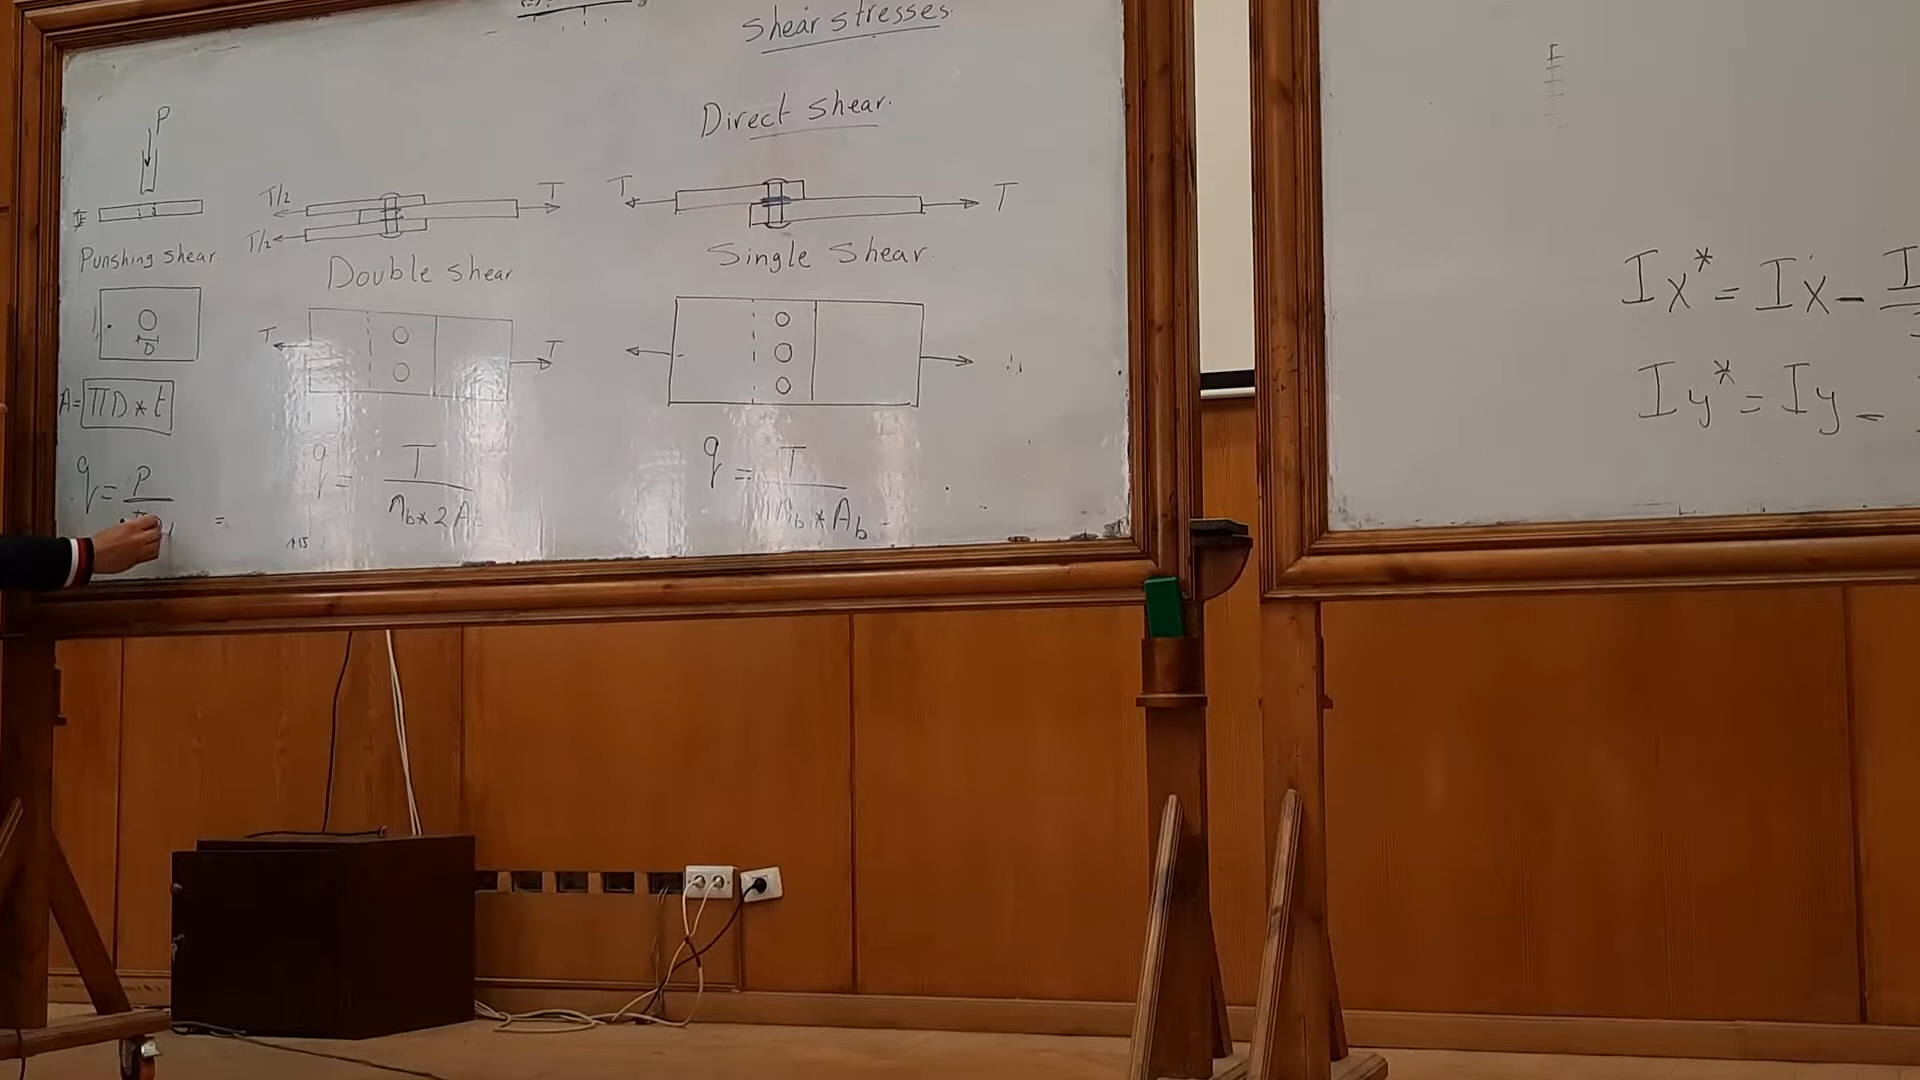 Shear stresses.
Direct shear.
P
t
Punshing shear
D
A = πD * t
q = P
T/2
T/2
T
Double shear
T
T
q = T / nb * 2 Ab
T
T
Single Shear.
q = T / nb * Ab
Ix* = Ix -
Iy* = Iy -